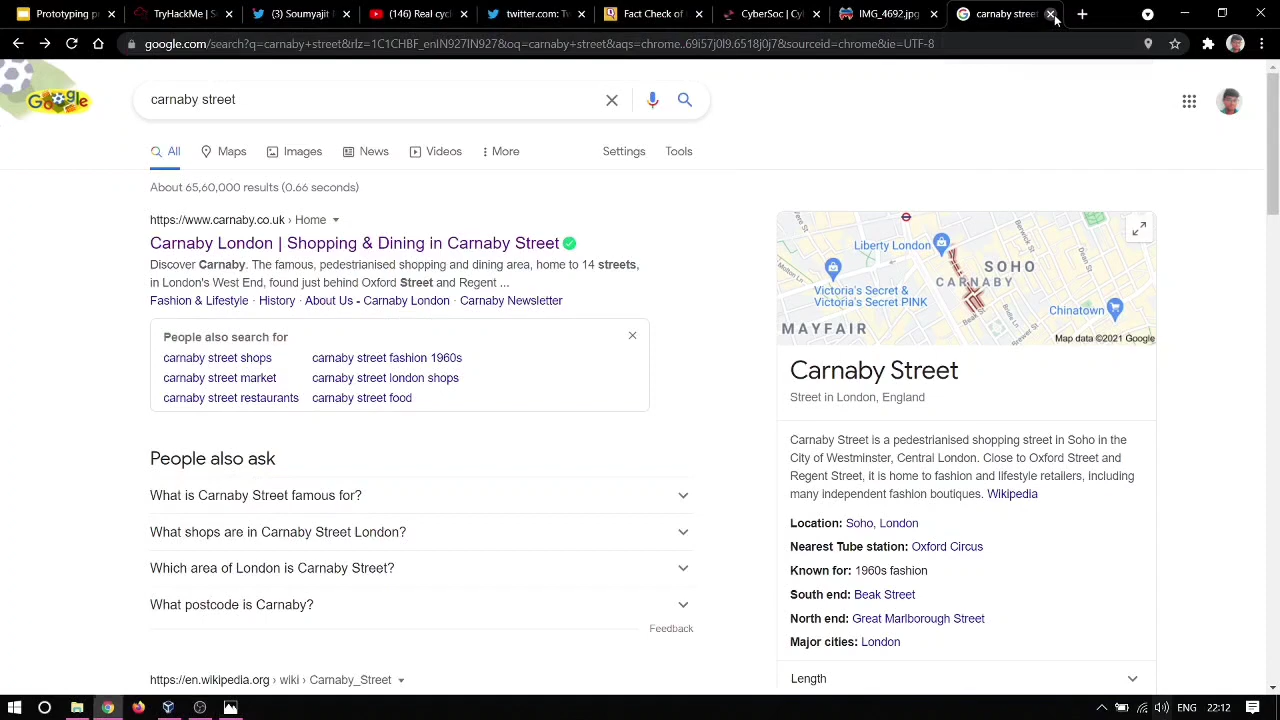 Prototyping p
TryHackMe | S
(3) Soumyajit
(146) Real cyc
twitter.com: Tw
Fact Check of
CyberSoc | Cyl
IMG_4692.jpg
carnaby street
google.com/search?q=carnaby+street&rlz=1C1CHBF_enIN927IN927&oq=carnaby+street&aqs=chrome..69i57j0l9.6518j0j7&sourceid=chrome&ie=UTF-8
Google
carnaby street
All Maps Images News Videos More Settings Tools
About 65,60,000 results (0.66 seconds)
https://www.carnaby.co.uk › Home
Carnaby London | Shopping & Dining in Carnaby Street
Discover Carnaby. The famous, pedestrianised shopping and dining area, home to 14 streets,
in London's West End, found just behind Oxford Street and Regent ...
Fashion & Lifestyle · History · About Us - Carnaby London · Carnaby Newsletter
People also search for
carnaby street shops carnaby street fashion 1960s
carnaby street market carnaby street london shops
carnaby street restaurants carnaby street food
People also ask
What is Carnaby Street famous for?
What shops are in Carnaby Street London?
Which area of London is Carnaby Street?
What postcode is Carnaby?
Feedback
https://en.wikipedia.org › wiki › Carnaby_Street
Liberty London
SOHO
CARNABY
Victoria's Secret &
Victoria's Secret PINK
Chinatown
MAYFAIR
Beak St
Map data ©2021 Google
Carnaby Street
Street in London, England
Carnaby Street is a pedestrianised shopping street in Soho in the
City of Westminster, Central London. Close to Oxford Street and
Regent Street, it is home to fashion and lifestyle retailers, including
many independent fashion boutiques. Wikipedia
Location: Soho, London
Nearest Tube station: Oxford Circus
Known for: 1960s fashion
South end: Beak Street
North end: Great Marlborough Street
Major cities: London
Length
ENG 22:12